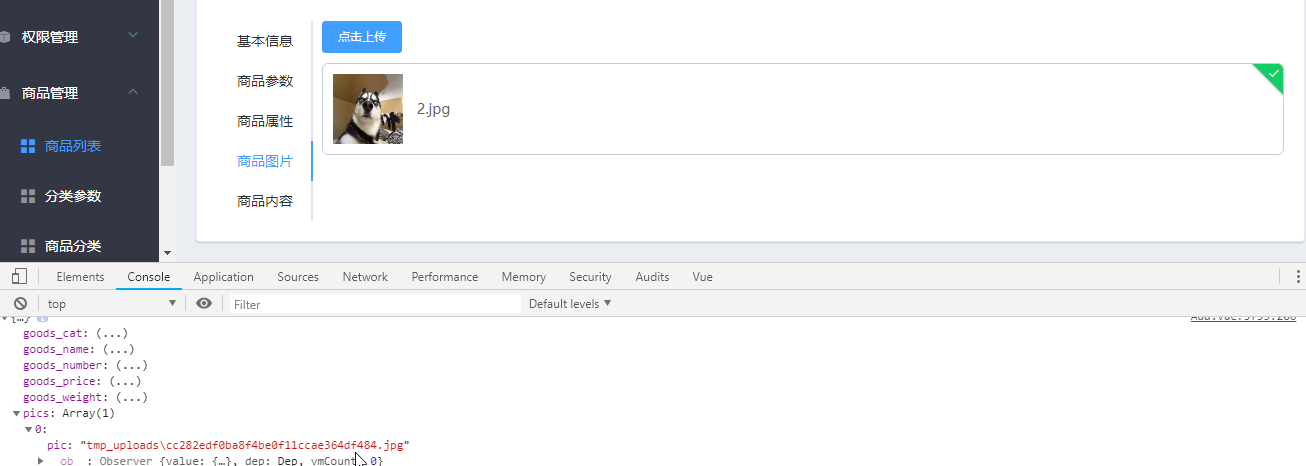 权限管理
商品管理
商品列表
分类参数
商品分类
基本信息
商品参数
商品属性
商品图片
商品内容
点击上传
2.jpg
Elements Console Application Sources Network Performance Memory Security Audits Vue
top Filter Default levels
{…}
goods_cat: (...)
goods_name: (...)
goods_number: (...)
goods_price: (...)
goods_weight: (...)
pics: Array(1)
0:
pic: "tmp_uploads\cc282edf0ba8f4be0f11ccae364df484.jpg"
__ob__: Observer {value: {…}, dep: Dep, vmCount: 0}